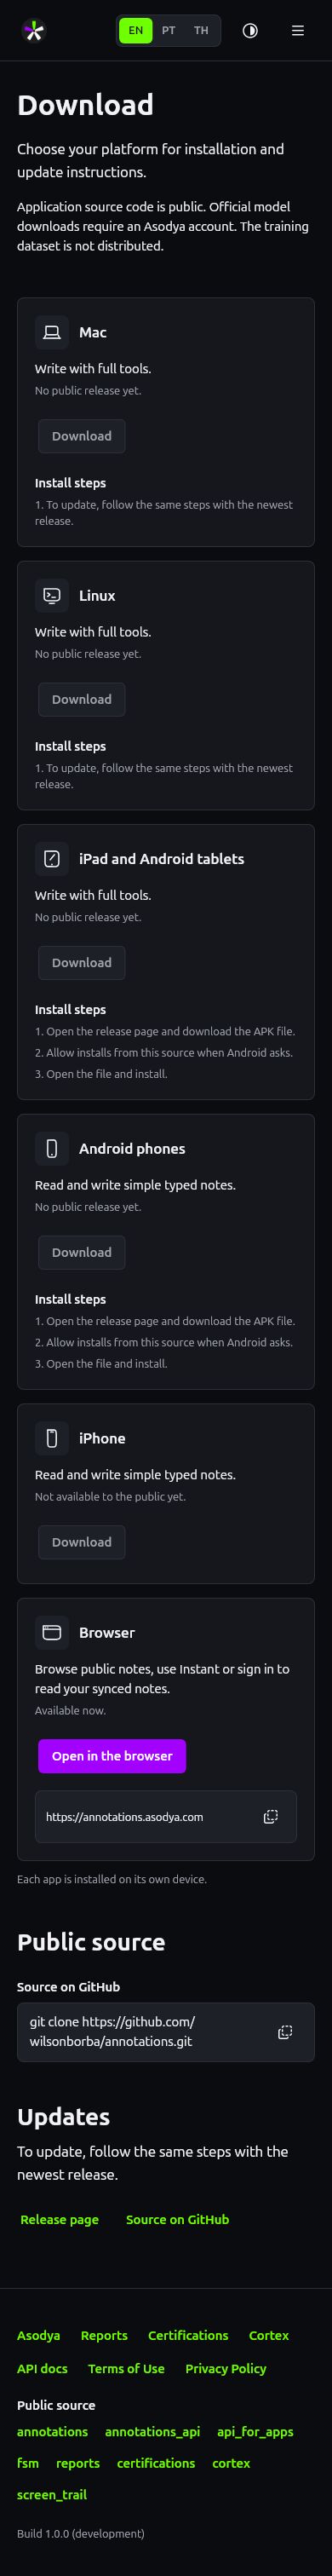 EN PT TH
Download
Choose your platform for installation and
update instructions.
Application source code is public. Official model
downloads require an Asodya account. The training
dataset is not distributed.
Mac
Write with full tools.
No public release yet.
Download
Install steps
1. To update, follow the same steps with the newest
release.
Linux
Write with full tools.
No public release yet.
Download
Install steps
1. To update, follow the same steps with the newest
release.
iPad and Android tablets
Write with full tools.
No public release yet.
Download
Install steps
1. Open the release page and download the APK file.
2. Allow installs from this source when Android asks.
3. Open the file and install.
Android phones
Read and write simple typed notes.
No public release yet.
Download
Install steps
1. Open the release page and download the APK file.
2. Allow installs from this source when Android asks.
3. Open the file and install.
iPhone
Read and write simple typed notes.
Not available to the public yet.
Download
Browser
Browse public notes, use Instant or sign in to
read your synced notes.
Available now.
Open in the browser
https://annotations.asodya.com
Each app is installed on its own device.
Public source
Source on GitHub
git clone https://github.com/
wilsonborba/annotations.git
Updates
To update, follow the same steps with the
newest release.
Release page Source on GitHub
Asodya Reports Certifications Cortex
API docs Terms of Use Privacy Policy
Public source
annotations annotations_api api_for_apps
fsm reports certifications cortex
screen_trail
Build 1.0.0 (development)